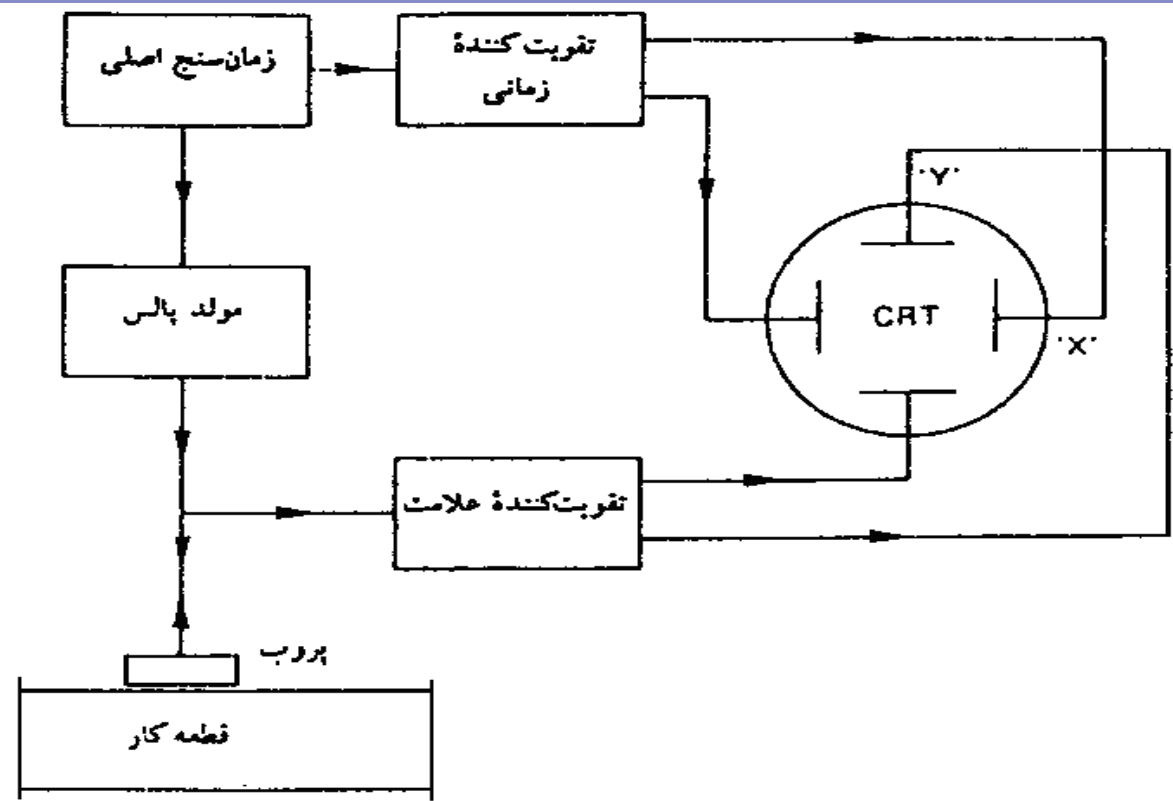 زمان‌سنج اصلی
تقویت کنندهٔ
زمانی
'Y'
CRT
'X'
مولد پالس
تقویت‌کنندهٔ علامت
پروب
قطعه کار